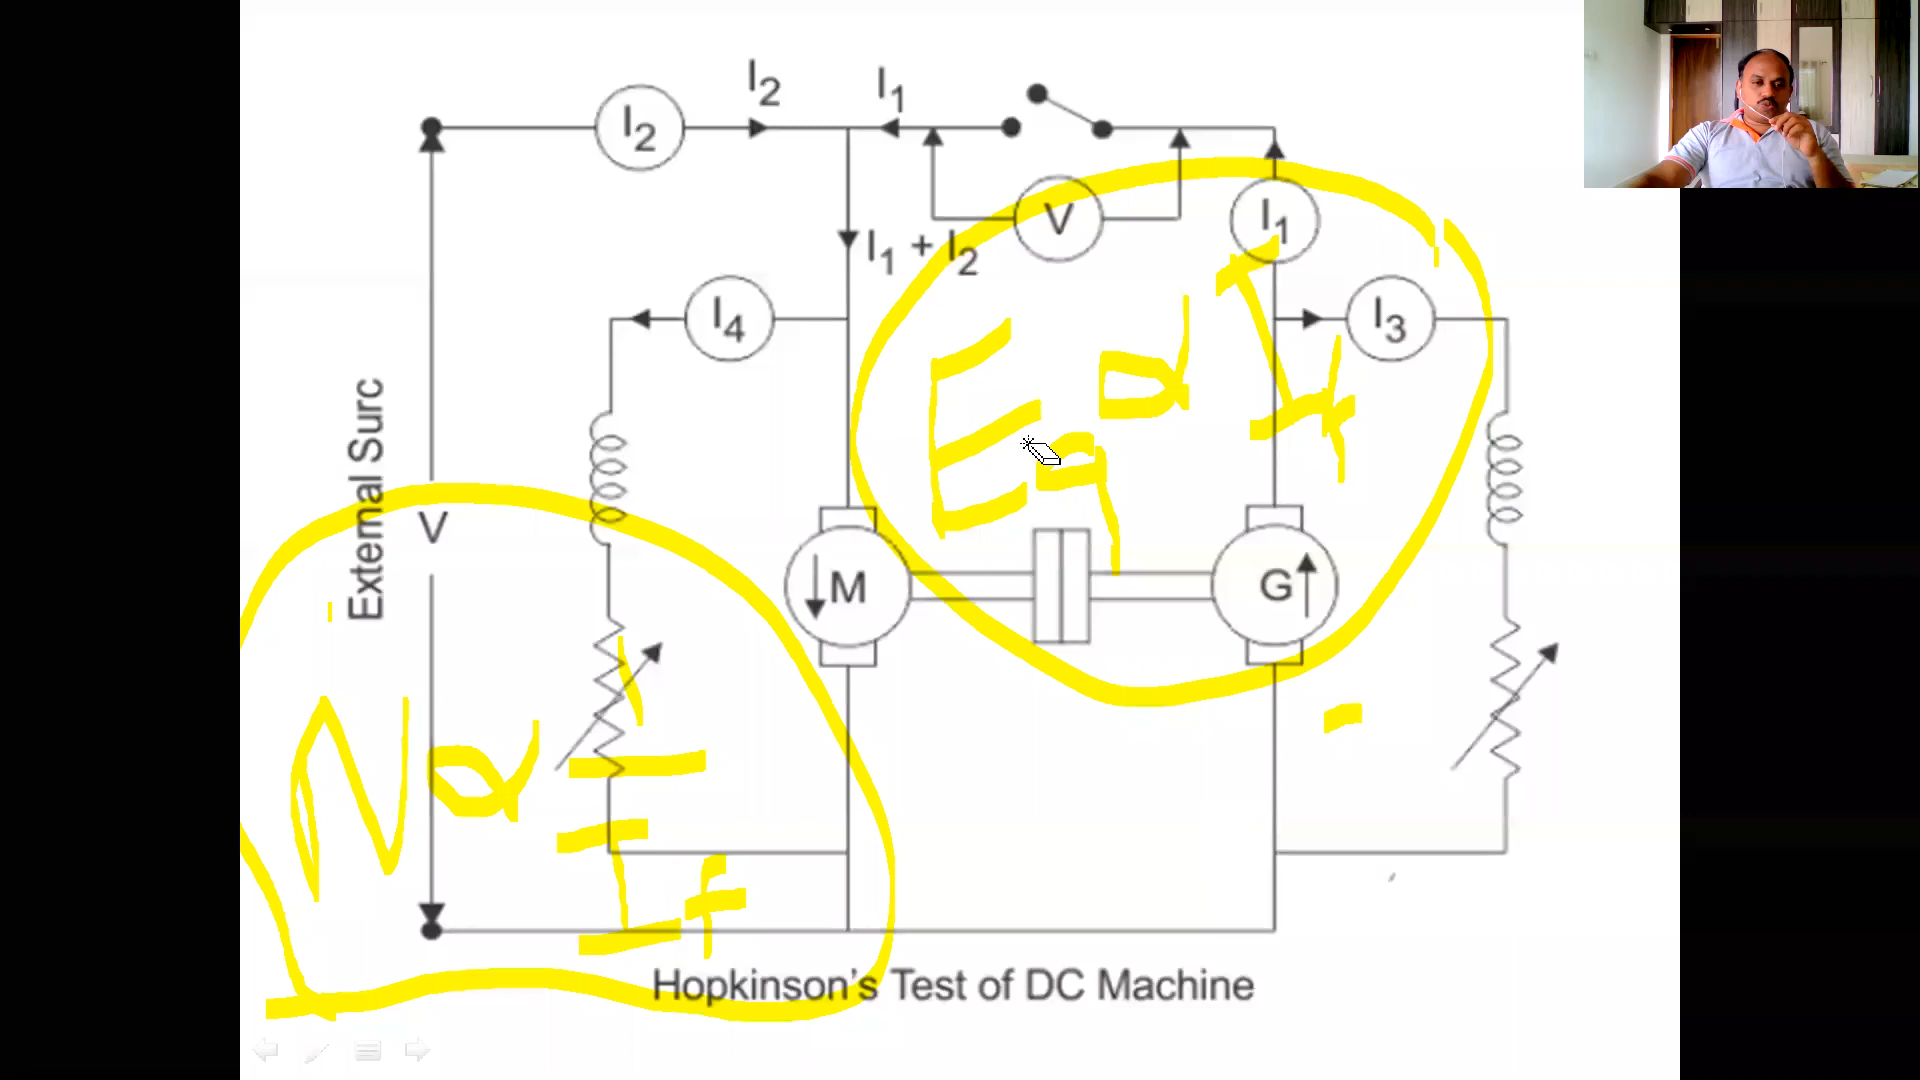 I2
I1
I2
I1
V
I1 + I2
I4
I3
Eg α If
External Surc
V
M
G
N α 1
If
Hopkinson's Test of DC Machine